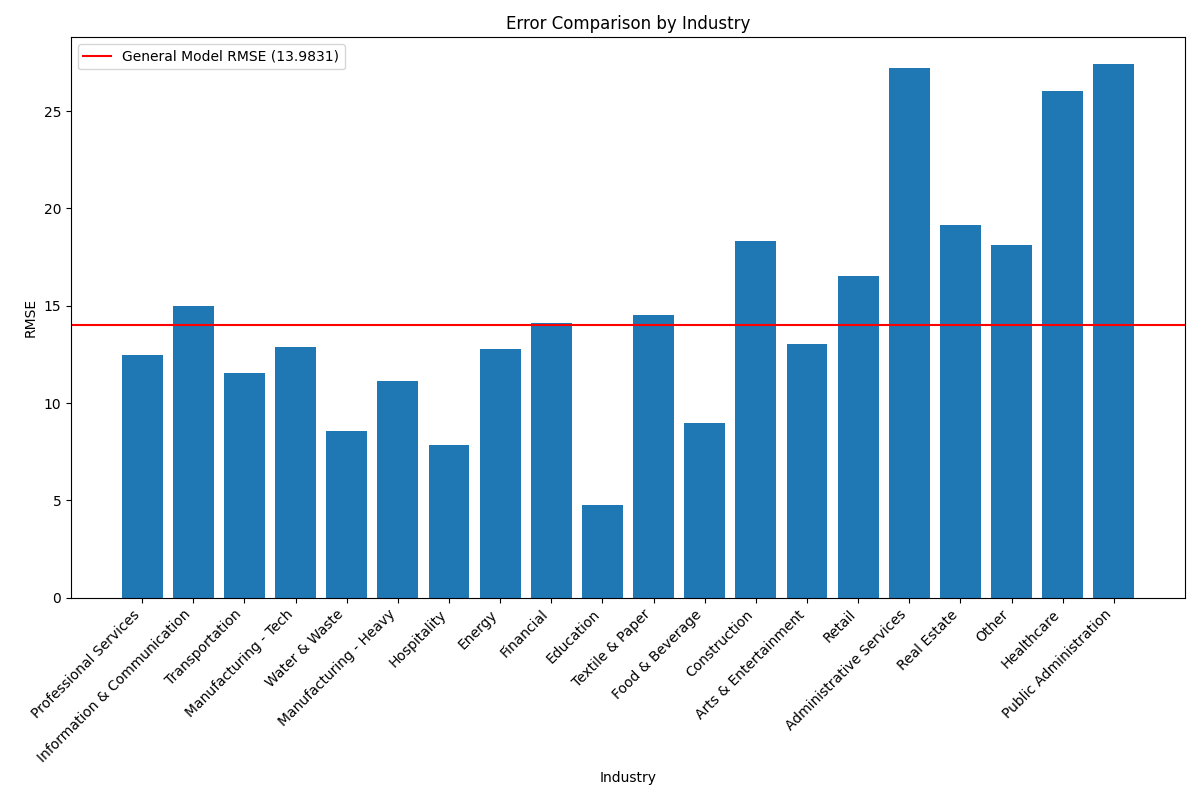 Error Comparison by Industry
General Model RMSE (13.9831)
RMSE
25
20
15
10
5
0
Professional Services
Information & Communication
Transportation
Manufacturing - Tech
Water & Waste
Manufacturing - Heavy
Hospitality
Energy
Financial
Education
Textile & Paper
Food & Beverage
Construction
Arts & Entertainment
Retail
Administrative Services
Real Estate
Other
Healthcare
Public Administration
Industry